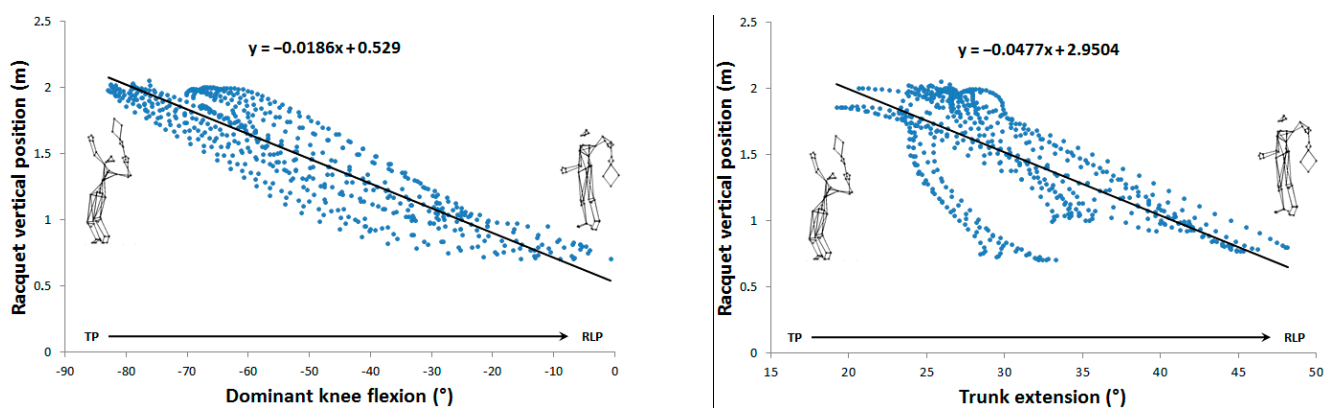 2.5
y = −0.0186x + 0.529
2
1.5
1
0.5
0
Racquet vertical position (m)
TP
RLP
-90 -80 -70 -60 -50 -40 -30 -20 -10 0
Dominant knee flexion (°)
2.5
y = −0.0477x + 2.9504
2
1.5
1
0.5
0
Racquet vertical position (m)
TP
RLP
15 20 25 30 35 40 45 50
Trunk extension (°)